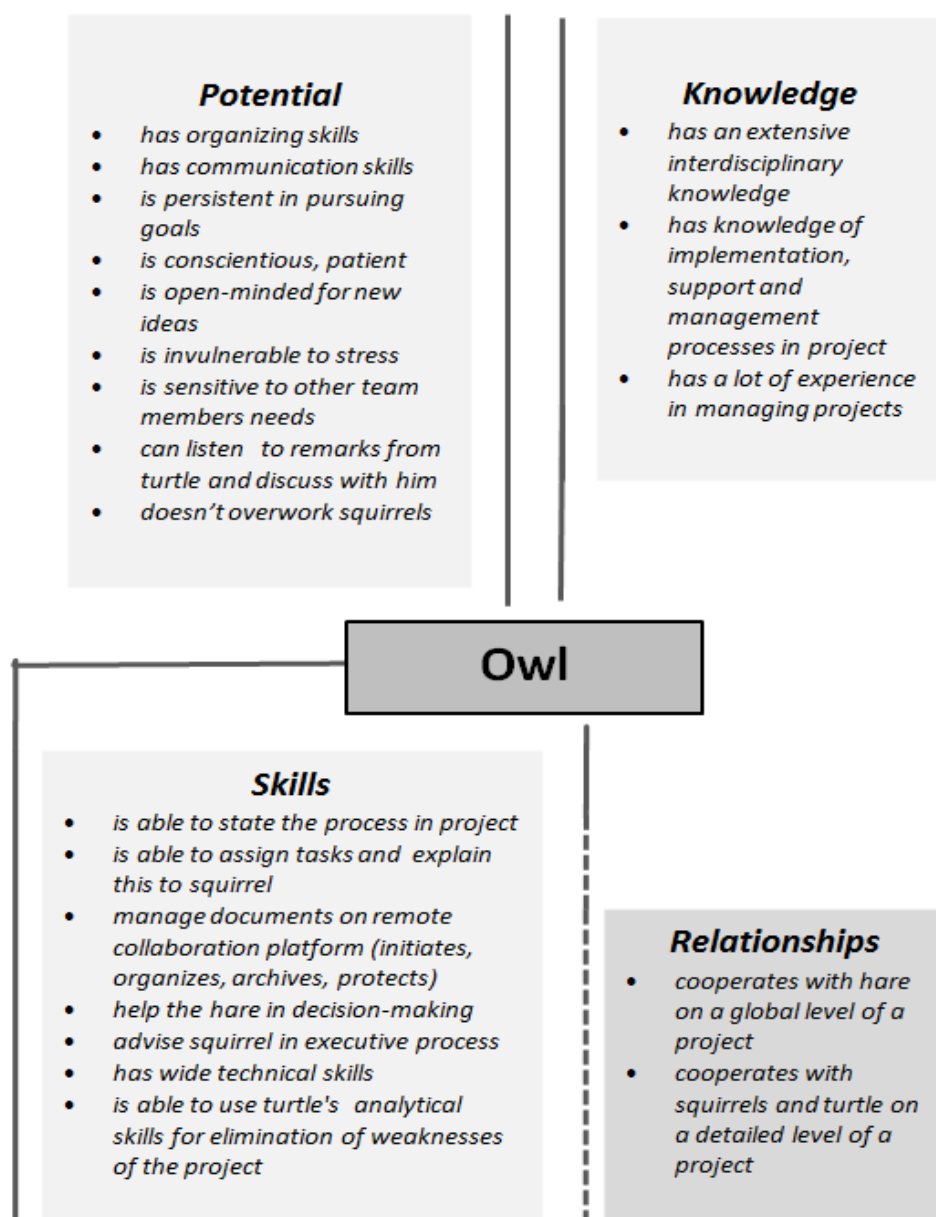 Potential
• has organizing skills
• has communication skills
• is persistent in pursuing
goals
• is conscientious, patient
• is open-minded for new
ideas
• is invulnerable to stress
• is sensitive to other team
members needs
• can listen to remarks from
turtle and discuss with him
• doesn't overwork squirrels
Knowledge
• has an extensive
interdisciplinary
knowledge
• has knowledge of
implementation,
support and
management
processes in project
• has a lot of experience
in managing projects
Owl
Skills
• is able to state the process in project
• is able to assign tasks and explain
this to squirrel
• manage documents on remote
collaboration platform (initiates,
organizes, archives, protects)
• help the hare in decision-making
• advise squirrel in executive process
• has wide technical skills
• is able to use turtle's analytical
skills for elimination of weaknesses
of the project
Relationships
• cooperates with hare
on a global level of a
project
• cooperates with
squirrels and turtle on
a detailed level of a
project